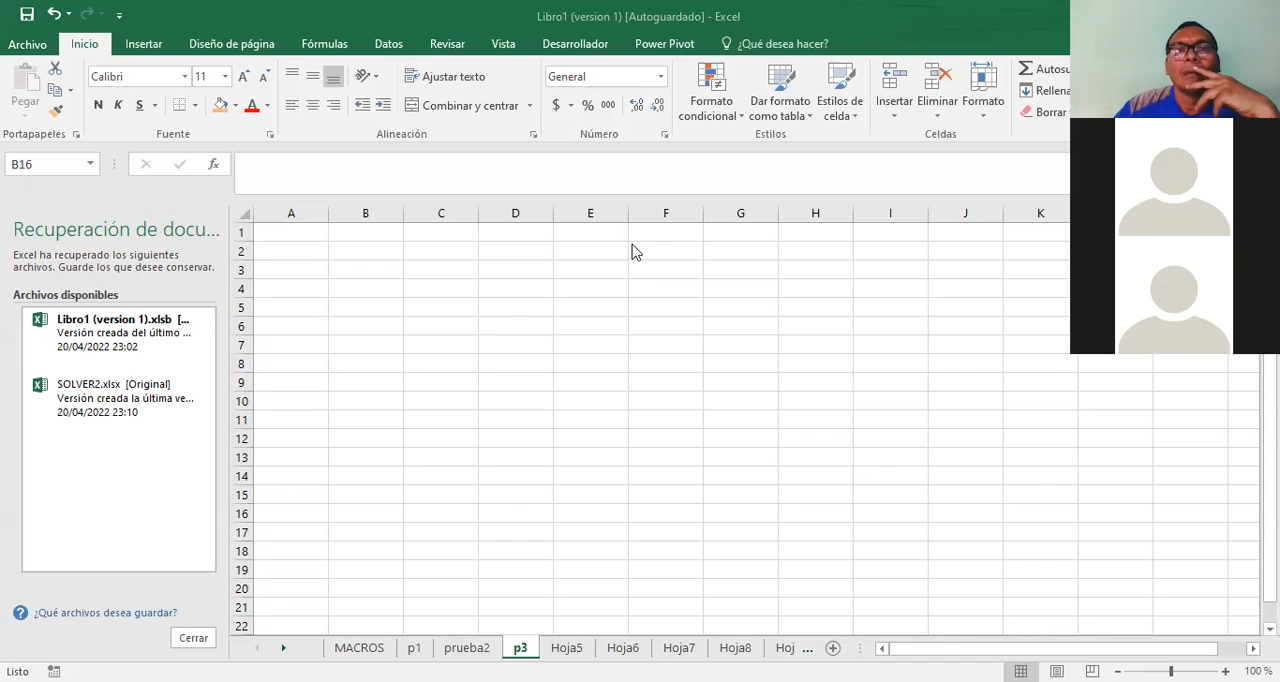 Libro1 (version 1) [Autoguardado] - Excel
Archivo Inicio Insertar Diseño de página Fórmulas Datos Revisar Vista Desarrollador Power Pivot ¿Qué desea hacer?
Pegar
Calibri 11
N K S
Ajustar texto
Combinar y centrar
General
$ % 000
Formato condicional
Dar formato como tabla
Estilos de celda
Insertar Eliminar Formato
Autosu
Rellena
Borrar
Portapapeles Fuente Alineación Número Estilos Celdas
B16 fx
Recuperación de docu...
Excel ha recuperado los siguientes
archivos. Guarde los que desee conservar.
Archivos disponibles
Libro1 (version 1).xlsb [...
Versión creada del último ...
20/04/2022 23:02
SOLVER2.xlsx [Original]
Versión creada la última ve...
20/04/2022 23:10
¿Qué archivos desea guardar?
Cerrar
A B C D E F G H I J K
1
2
3
4
5
6
7
8
9
10
11
12
13
14
15
16
17
18
19
20
21
22
MACROS p1 prueba2 p3 Hoja5 Hoja6 Hoja7 Hoja8 Hoj ...
Listo
100 %